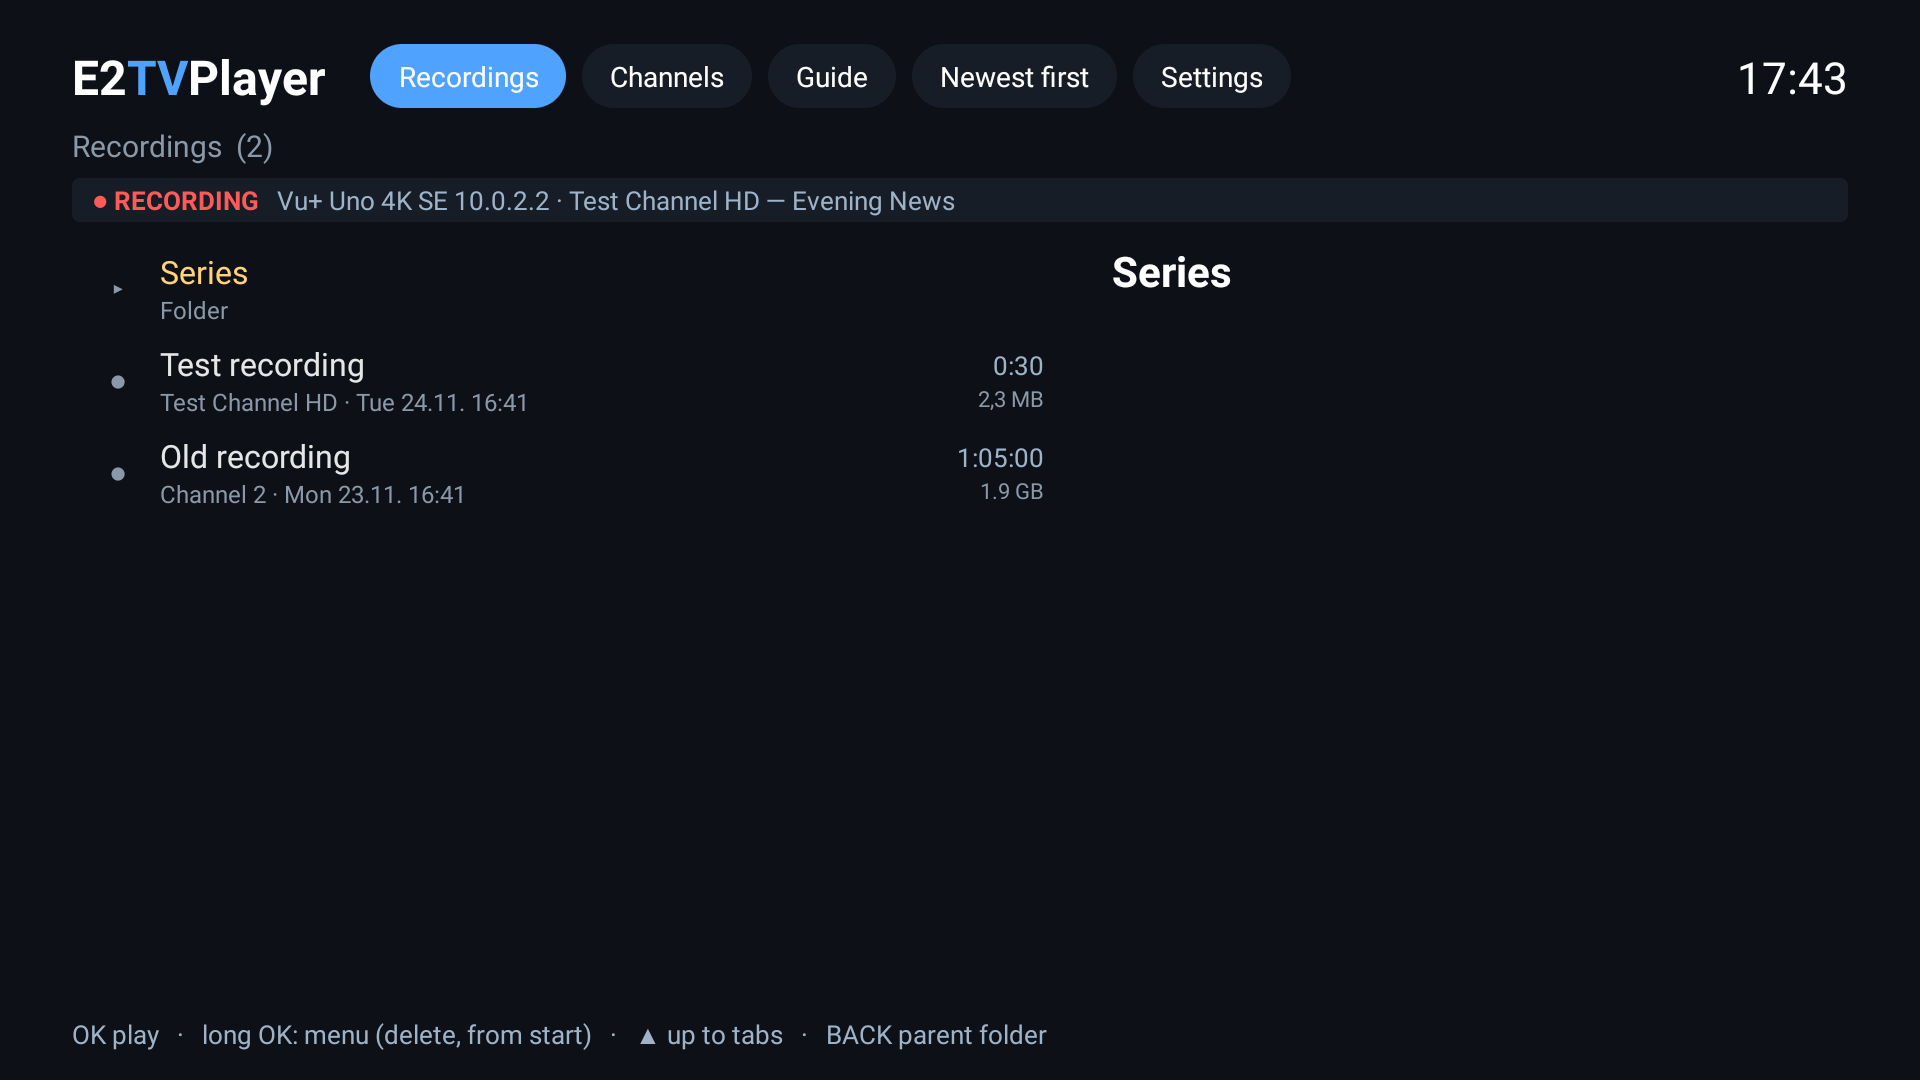 E2TVPlayer Recordings Channels Guide Newest first Settings 17:43
Recordings (2)
● RECORDING Vu+ Uno 4K SE 10.0.2.2 · Test Channel HD — Evening News
Series
Folder
Series
Test recording 0:30
Test Channel HD · Tue 24.11. 16:41 2,3 MB
Old recording 1:05:00
Channel 2 · Mon 23.11. 16:41 1.9 GB
OK play · long OK: menu (delete, from start) · ▲ up to tabs · BACK parent folder